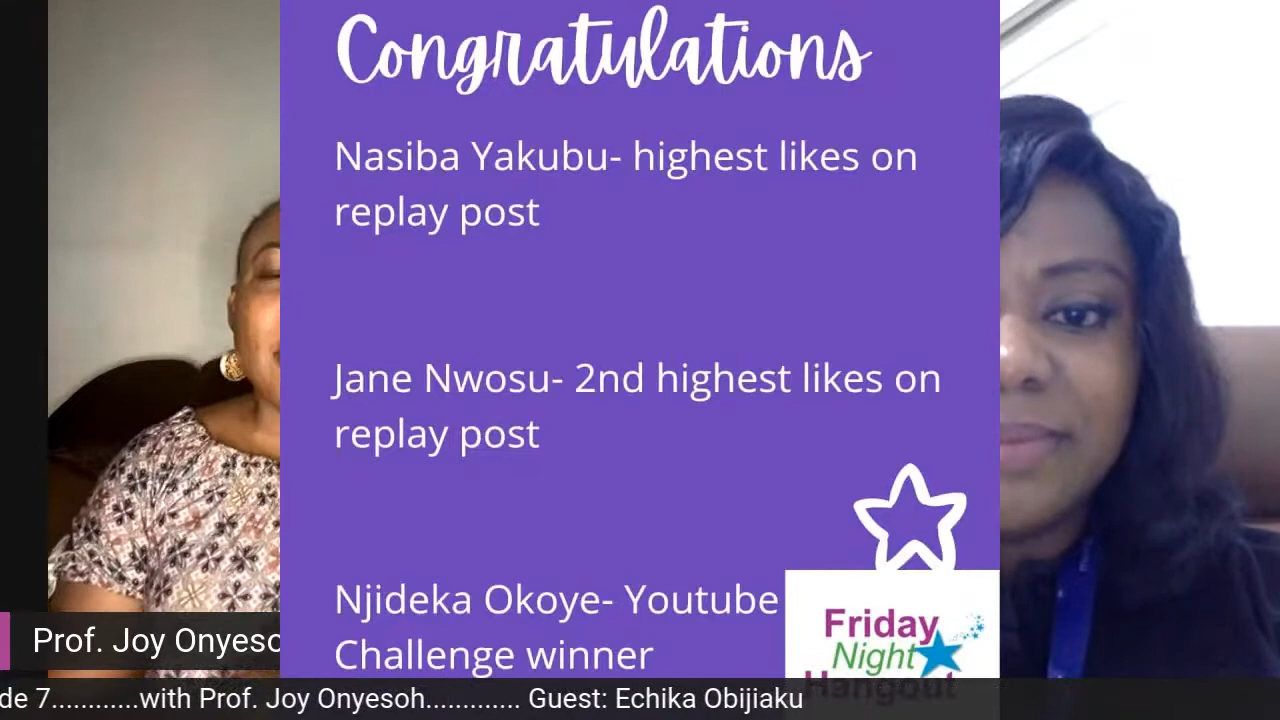 Congratulations
Nasiba Yakubu- highest likes on
replay post
Jane Nwosu- 2nd highest likes on
replay post
Njideka Okoye- Youtube
Challenge winner
Friday
Night
Hangout
Prof. Joy Onyeso
de 7............with Prof. Joy Onyesoh............. Guest: Echika Obijiaku